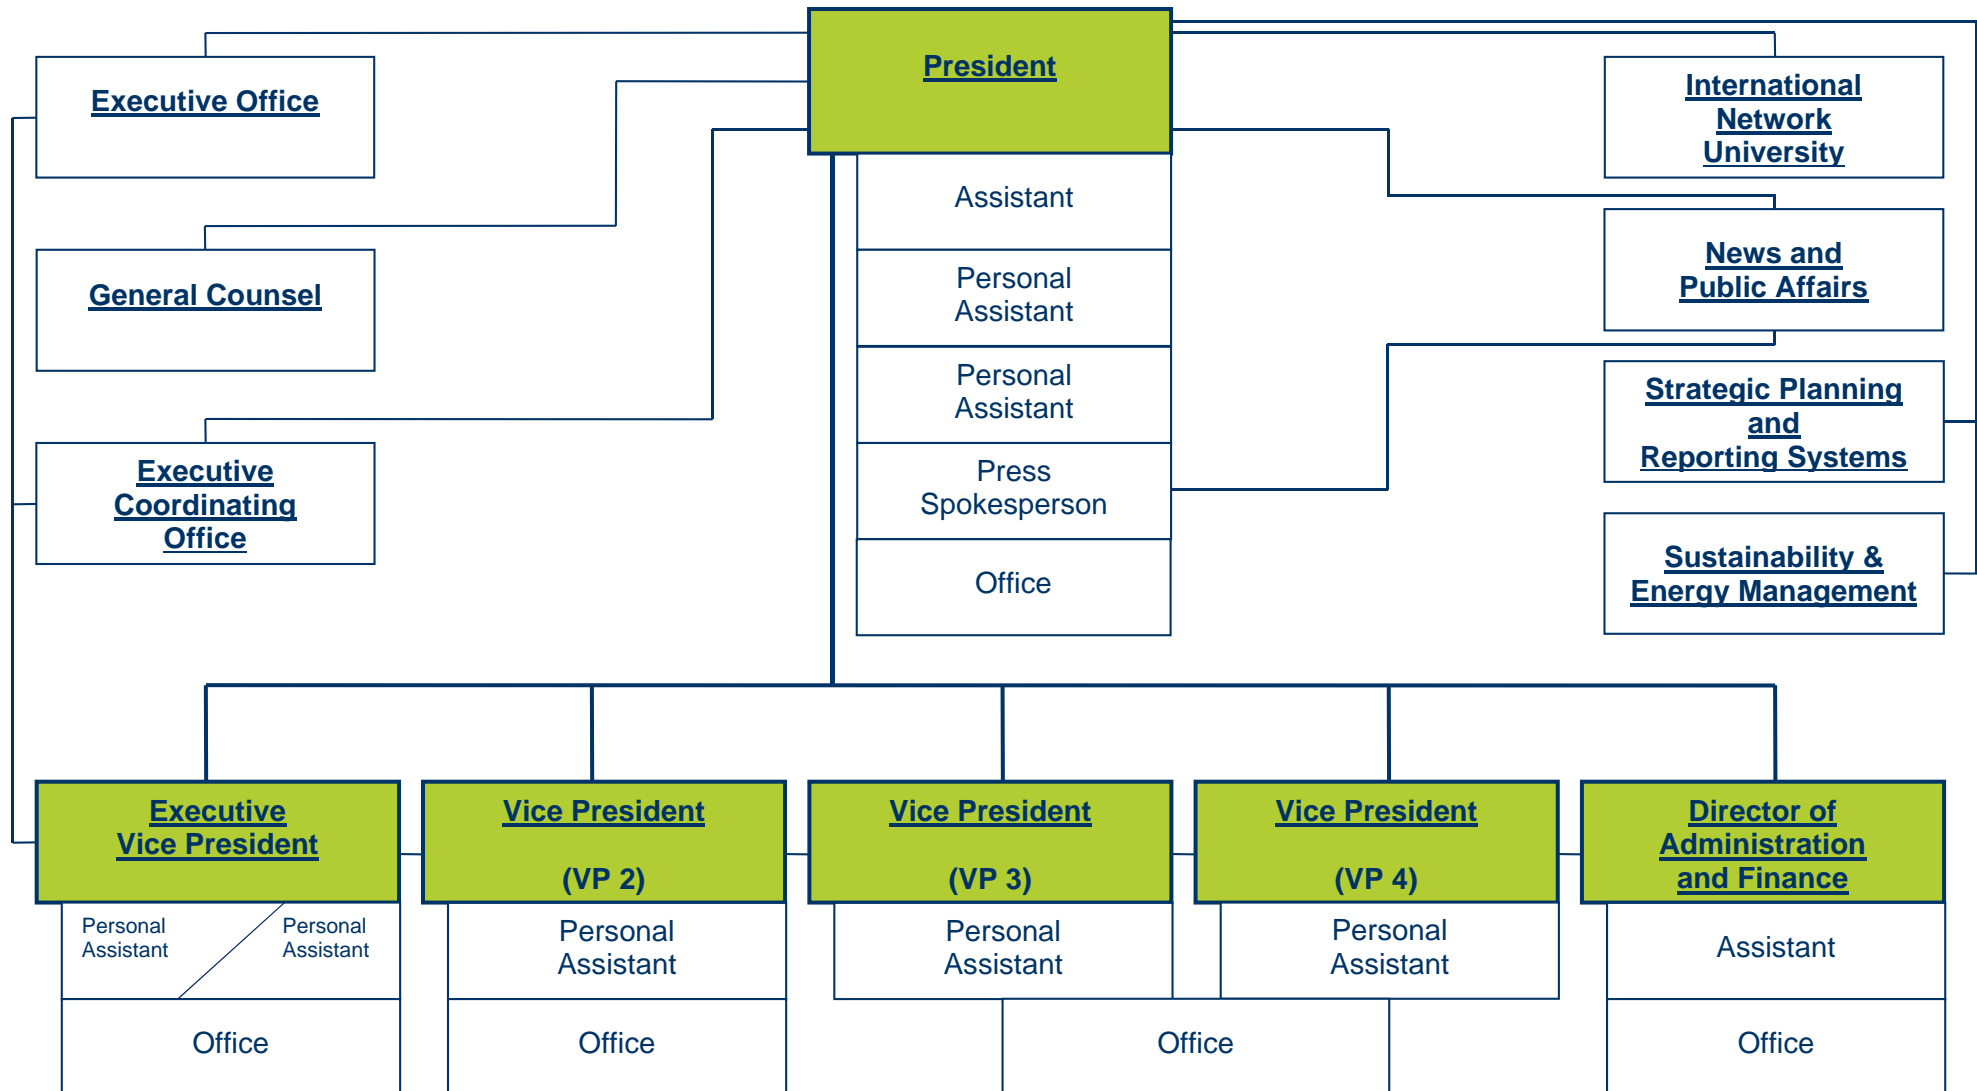 President
Executive Office
International
Network
University
Assistant
General Counsel
News and
Public Affairs
Personal
Assistant
Personal
Assistant
Strategic Planning
and
Reporting Systems
Executive
Coordinating
Office
Press
Spokesperson
Office
Sustainability &
Energy Management
Executive
Vice President
Vice President
(VP 2)
Vice President
(VP 3)
Vice President
(VP 4)
Director of
Administration
and Finance
Personal
Assistant
Personal
Assistant
Personal
Assistant
Personal
Assistant
Personal
Assistant
Assistant
Office
Office
Office
Office